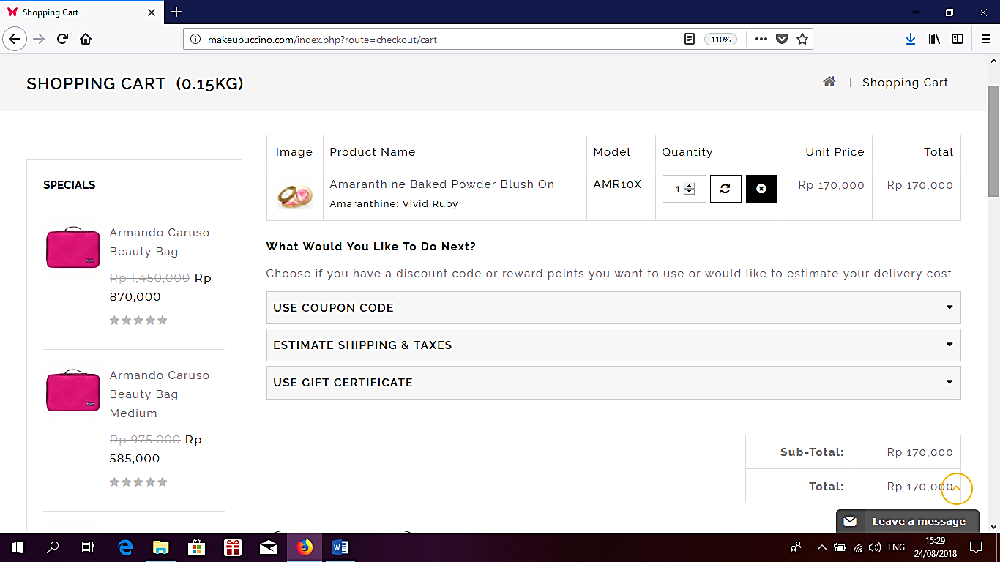 Shopping Cart
makeupuccino.com/index.php?route=checkout/cart
110%
SHOPPING CART (0.15KG)
Shopping Cart
SPECIALS
Armando Caruso
Beauty Bag
Rp 1,450,000 Rp
870,000
Armando Caruso
Beauty Bag
Medium
Rp 975,000 Rp
585,000
Image Product Name Model Quantity Unit Price Total
Amaranthine Baked Powder Blush On AMR10X 1 Rp 170,000 Rp 170,000
Amaranthine: Vivid Ruby
What Would You Like To Do Next?
Choose if you have a discount code or reward points you want to use or would like to estimate your delivery cost.
USE COUPON CODE
ESTIMATE SHIPPING & TAXES
USE GIFT CERTIFICATE
Sub-Total: Rp 170,000
Total: Rp 170,000
Leave a message
ENG
15:29
24/08/2018